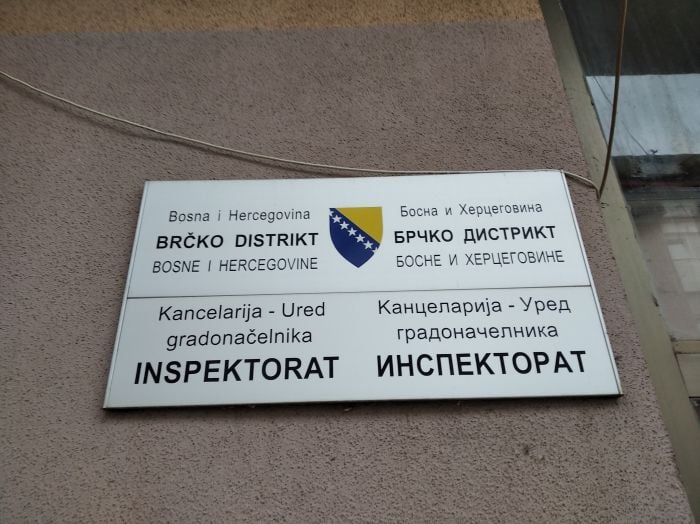 Bosna i Hercegovina
BRČKO DISTRIKT
BOSNE I HERCEGOVINE
Босна и Херцеговина
БРЧКО ДИСТРИКТ
БОСНЕ И ХЕРЦЕГОВИНЕ
Kancelarija - Ured
gradonačelnika
INSPEKTORAT
Канцеларија - Уред
градоначелника
ИНСПЕКТОРАТ